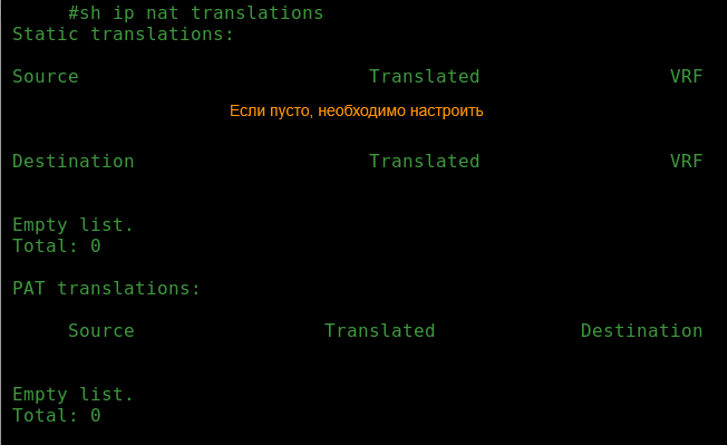 #sh ip nat translations
Static translations:
Source Translated VRF
Если пусто, необходимо настроить
Destination Translated VRF
Empty list.
Total: 0
PAT translations:
Source Translated Destination
Empty list.
Total: 0